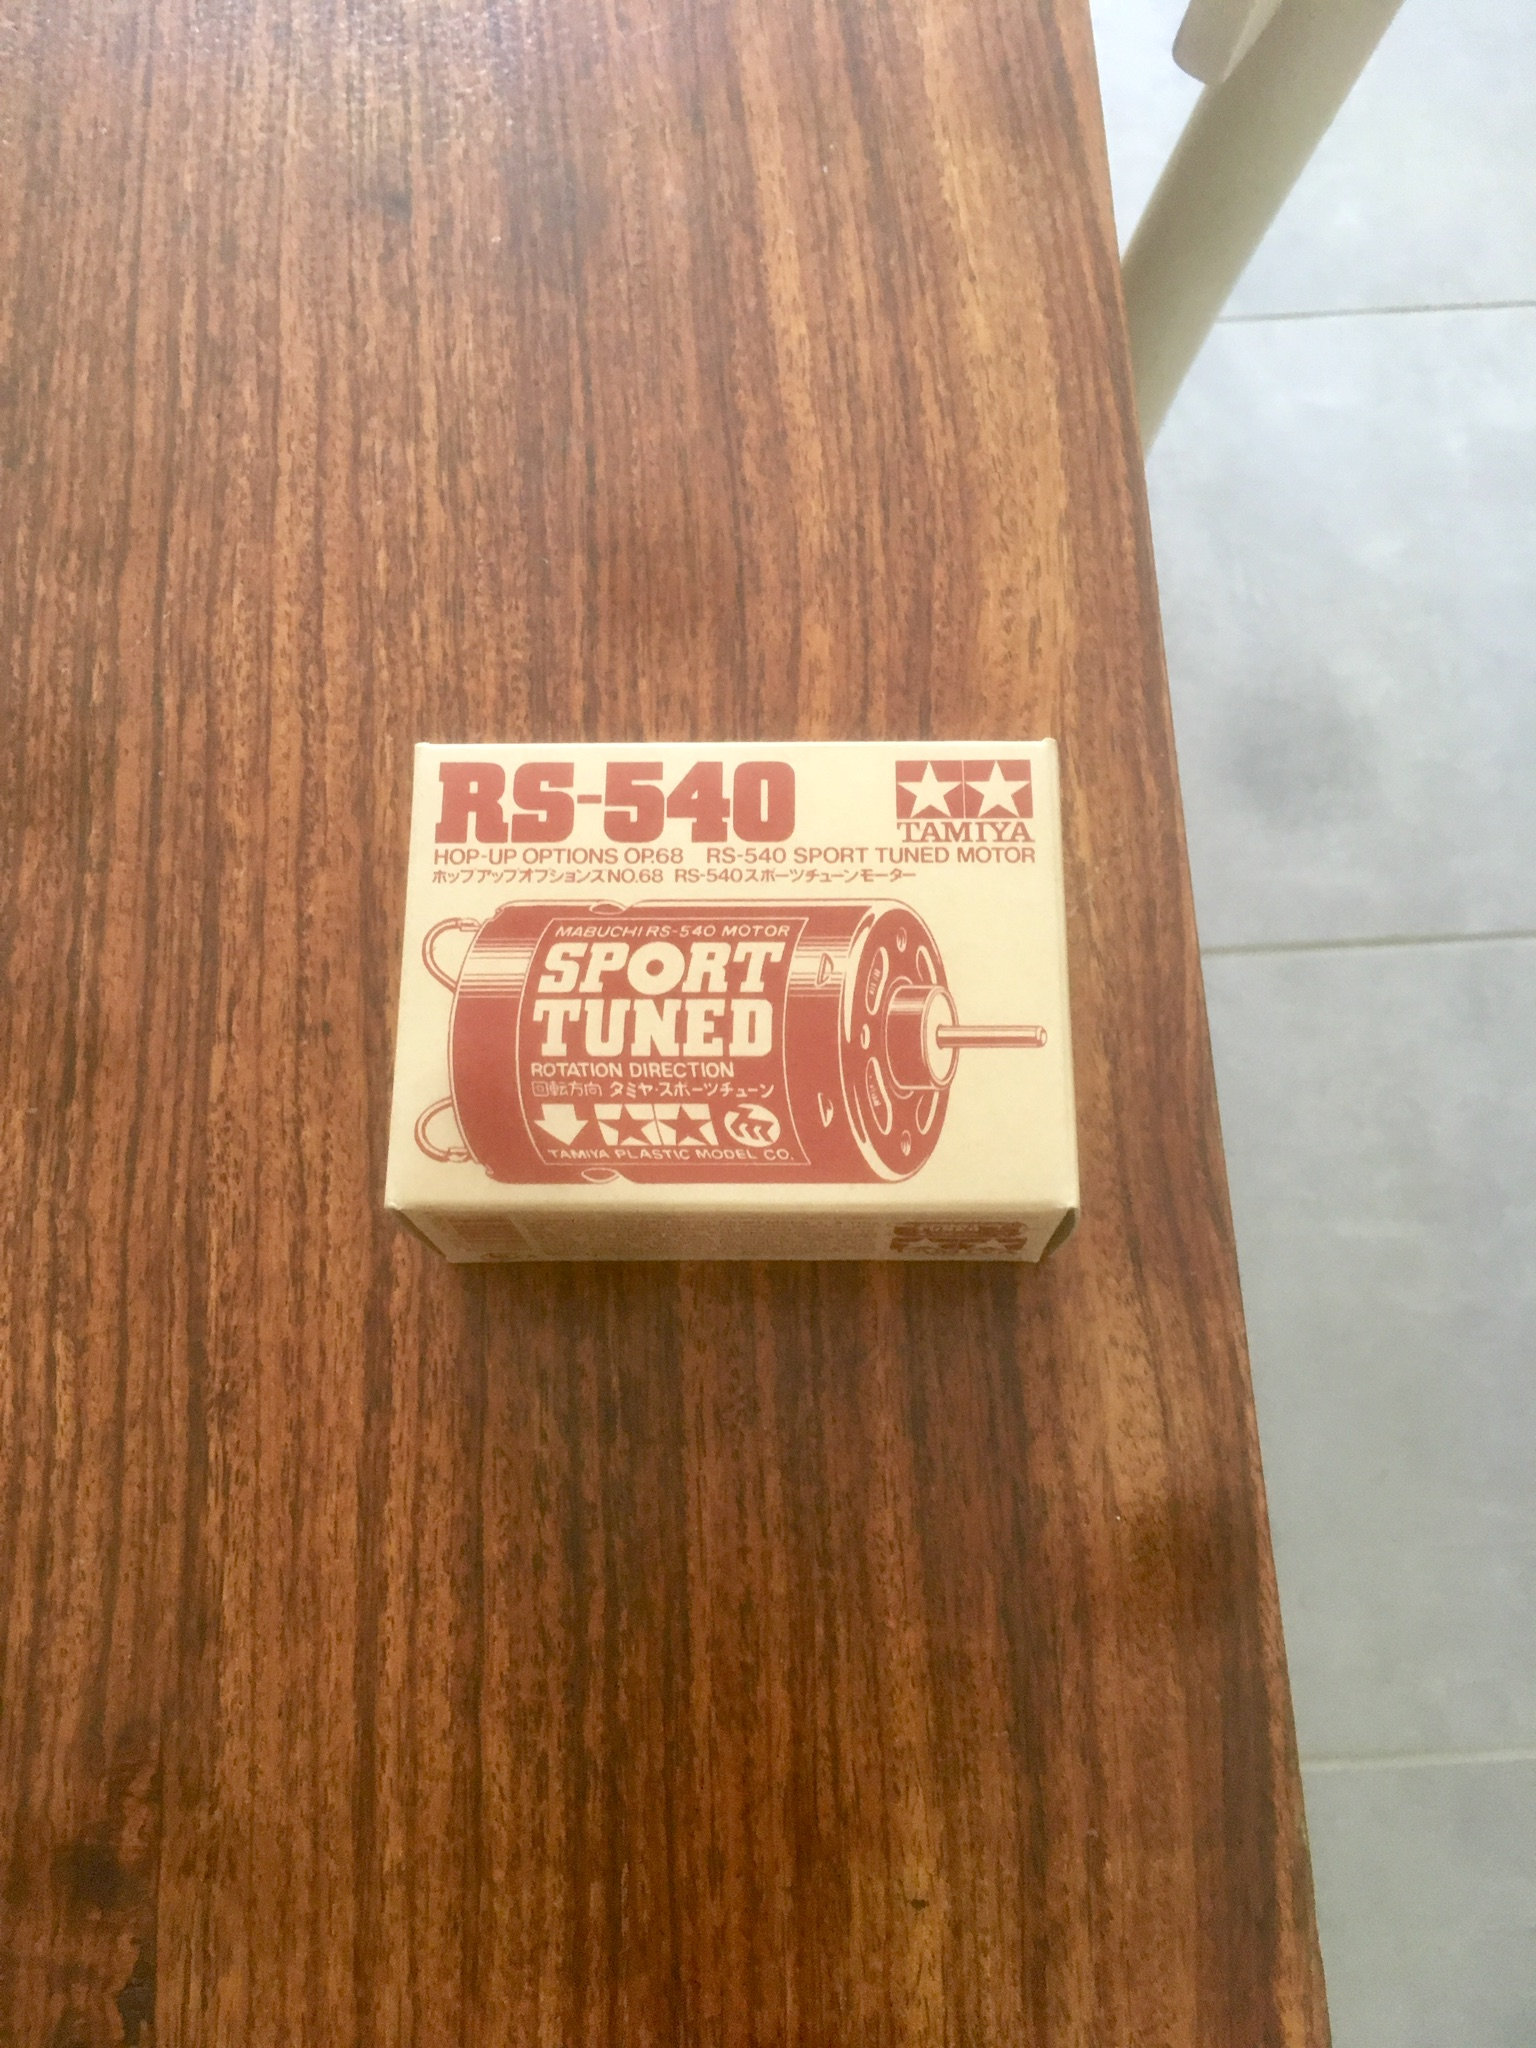 RS-540
TAMIYA
HOP-UP OPTIONS OP.68 RS-540 SPORT TUNED MOTOR
ホップアップオプションズNO.68 RS-540スポーツチューンモーター
MABUCHI RS-540 MOTOR
SPORT
TUNED
ROTATION DIRECTION
回転方向 タミヤ・スポーツチューン
TAMIYA PLASTIC MODEL CO.